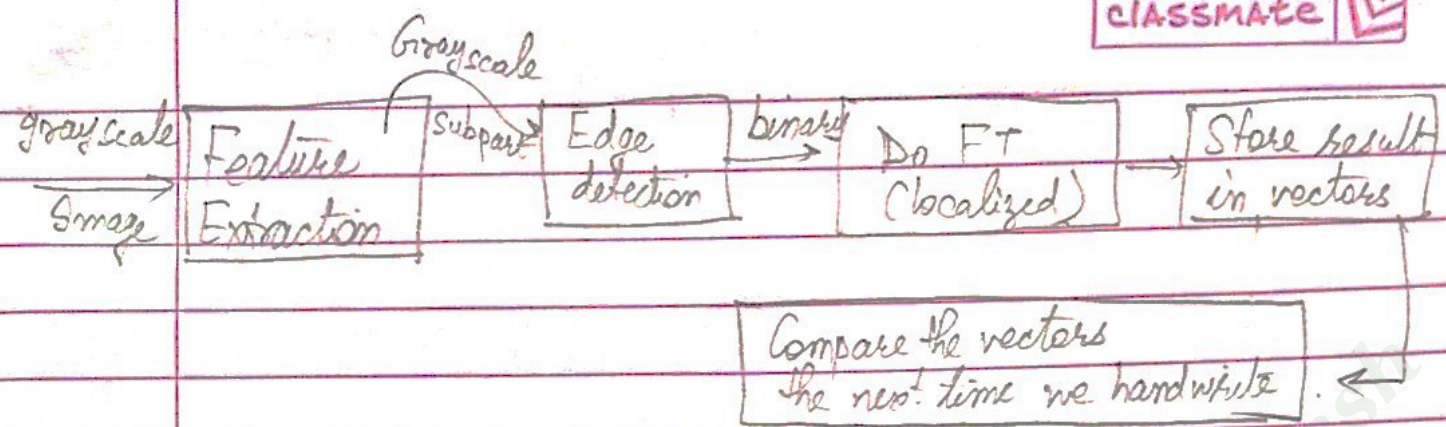 classmate
Grayscale
grayscale
Image
Feature
Extraction
Subpart
Edge
detection
binary
Do FT
(localized)
Store result
in vectors
Compare the vectors
the next time we handwrite.